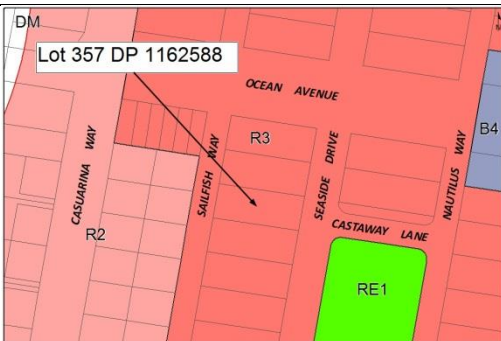 DM
Lot 357 DP 1162588
OCEAN AVENUE
B4
R3
CASUARINA WAY
SAILFISH WAY
SEASIDE DRIVE
NAUTILUS WAY
R2
CASTAWAY LANE
RE1